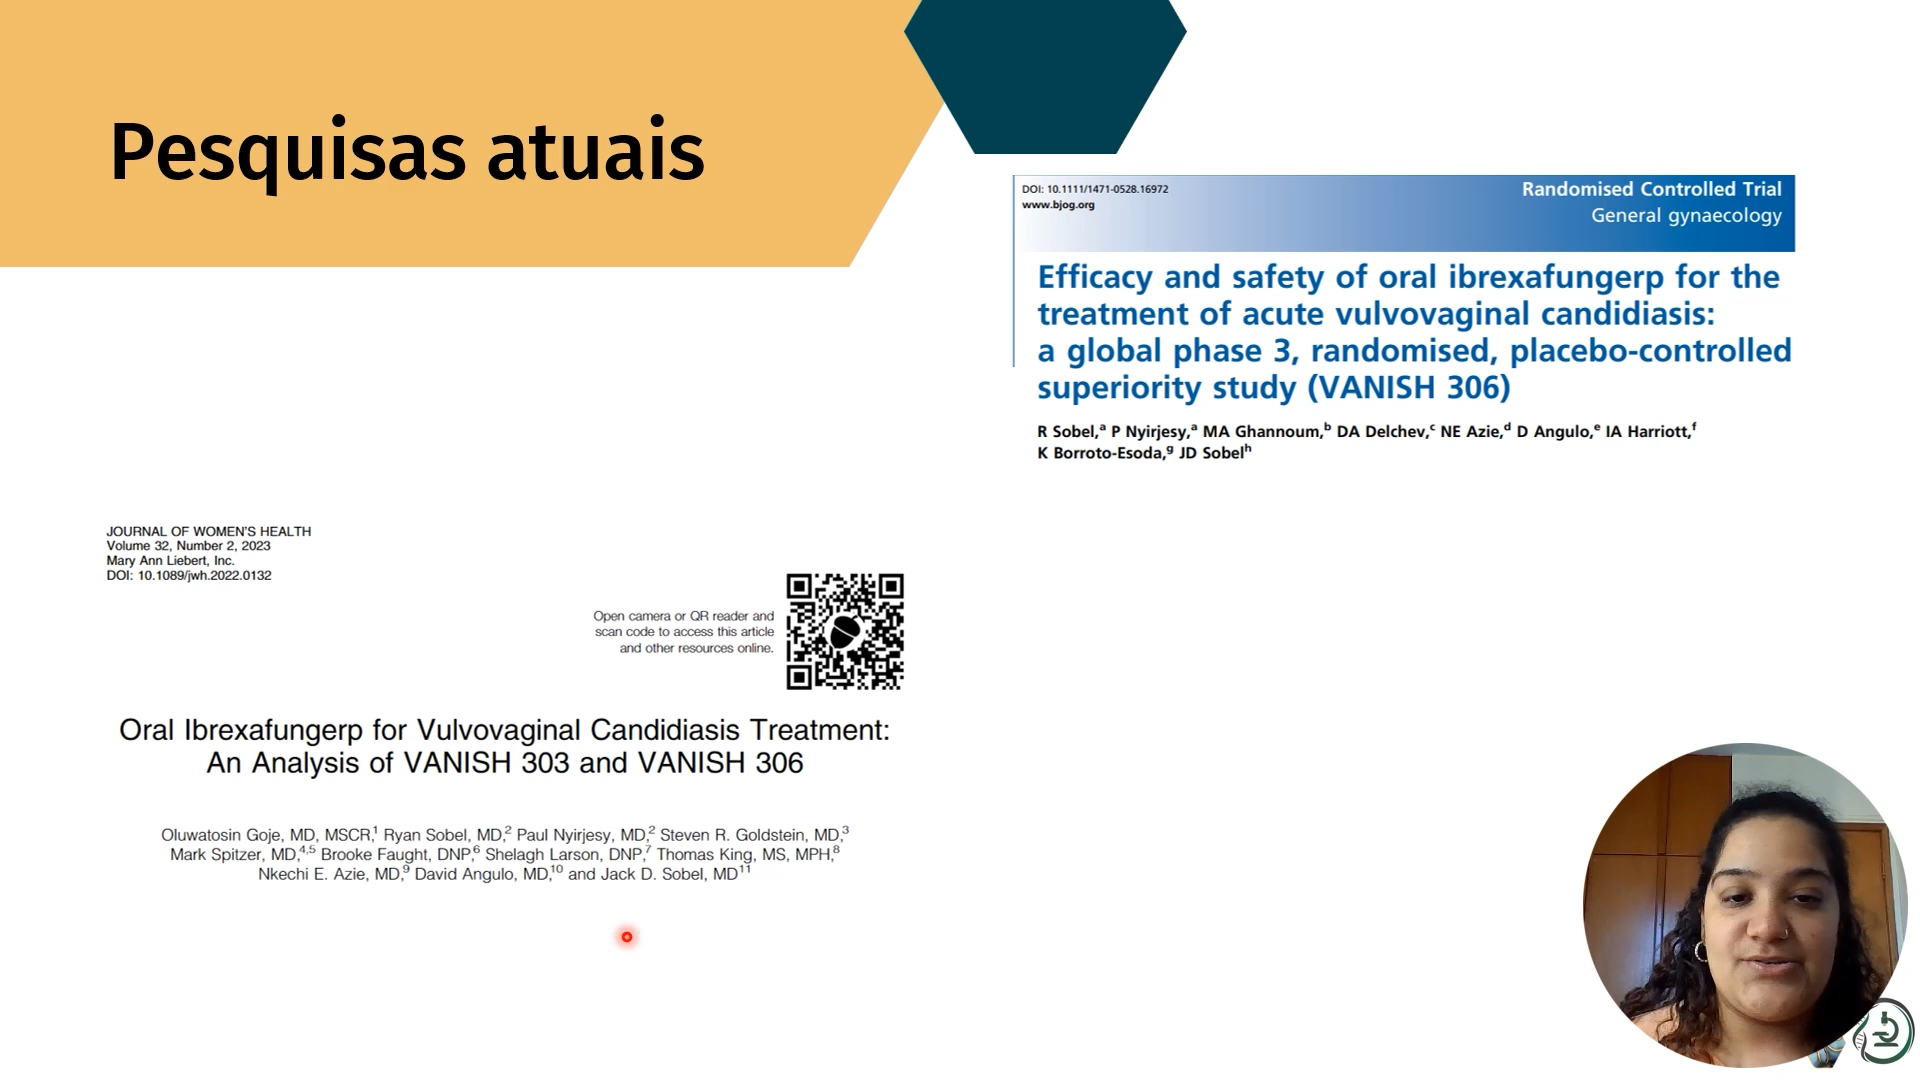 Pesquisas atuais
DOI: 10.1111/1471-0528.16972
www.bjog.org
Randomised Controlled Trial
General gynaecology
Efficacy and safety of oral ibrexafungerp for the
treatment of acute vulvovaginal candidiasis:
a global phase 3, randomised, placebo-controlled
superiority study (VANISH 306)
R Sobel,a P Nyirjesy,a MA Ghannoum,b DA Delchev,c NE Azie,d D Angulo,e IA Harriott,f
K Borroto-Esoda,g JD Sobelh
JOURNAL OF WOMEN'S HEALTH
Volume 32, Number 2, 2023
Mary Ann Liebert, Inc.
DOI: 10.1089/jwh.2022.0132
Open camera or QR reader and
scan code to access this article
and other resources online.
Oral Ibrexafungerp for Vulvovaginal Candidiasis Treatment:
An Analysis of VANISH 303 and VANISH 306
Oluwatosin Goje, MD, MSCR,1 Ryan Sobel, MD,2 Paul Nyirjesy, MD,2 Steven R. Goldstein, MD,3
Mark Spitzer, MD,4,5 Brooke Faught, DNP,6 Shelagh Larson, DNP,7 Thomas King, MS, MPH,8
Nkechi E. Azie, MD,9 David Angulo, MD,10 and Jack D. Sobel, MD11